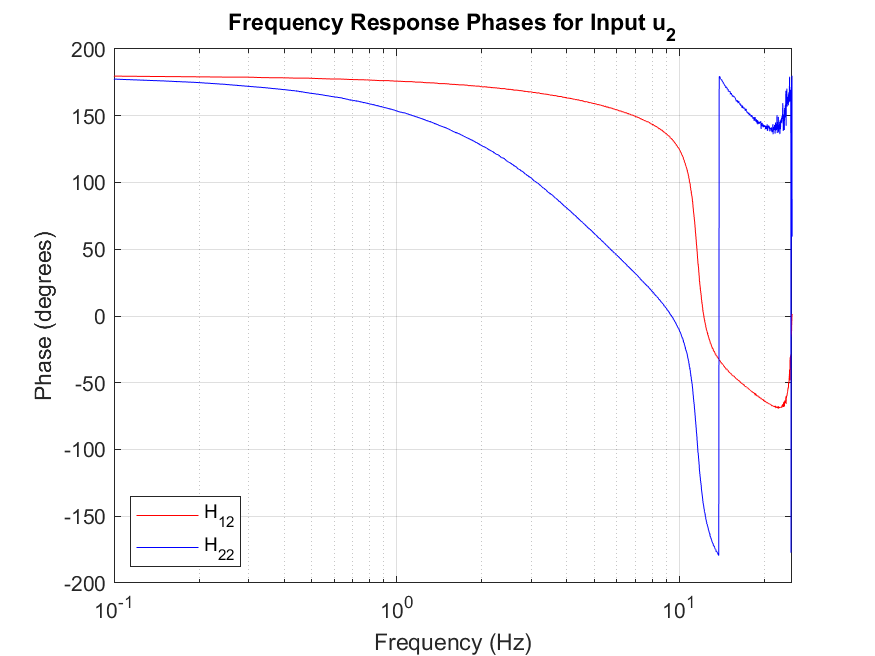 Frequency Response Phases for Input u₂
200
150
100
50
0
-50
-100
-150
-200
Phase (degrees)
H₁₂
H₂₂
10⁻¹ 10⁰ 10¹
Frequency (Hz)